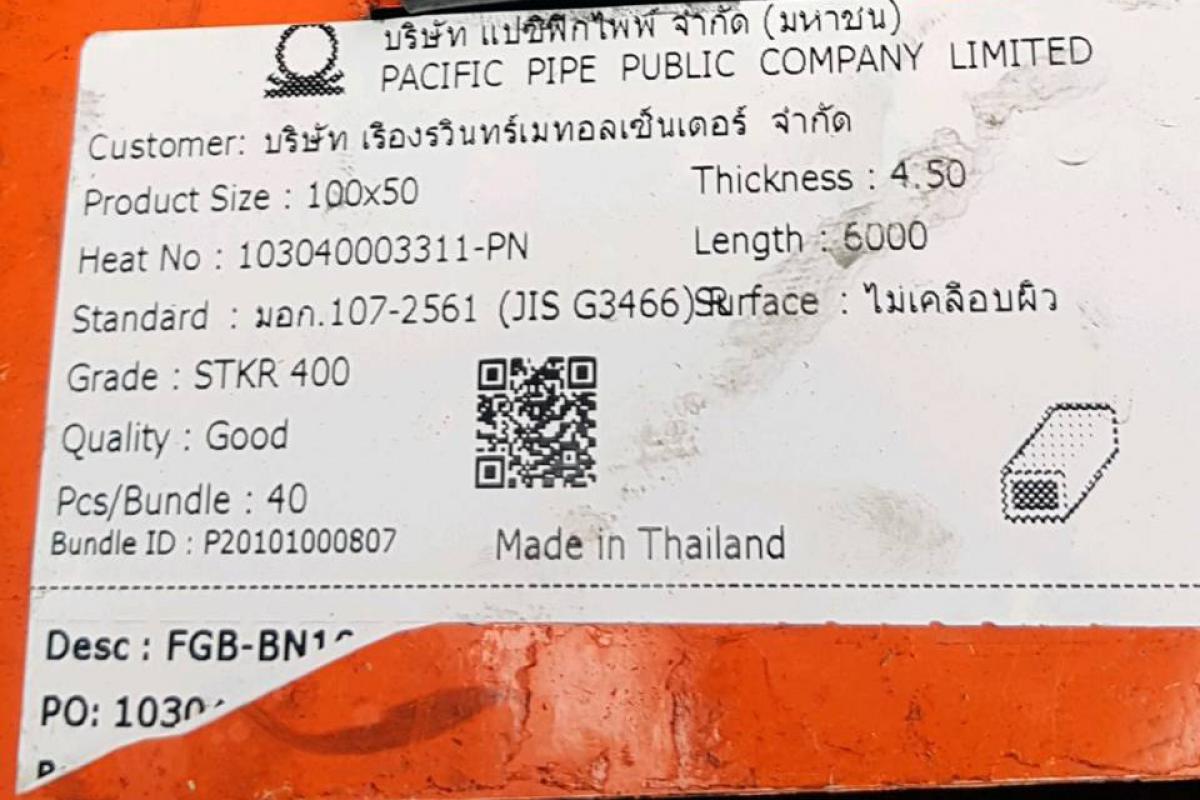 บริษัท แปซิฟิกไพพ์ จำกัด (มหาชน)
PACIFIC PIPE PUBLIC COMPANY LIMITED
Customer: บริษัท เรืองรวินทร์เมทอลเซ็นเตอร์ จำกัด
Product Size : 100x50 Thickness : 4.50
Heat No : 103040003311-PN Length : 6000
Standard : มอก.107-2561 (JIS G3466) Surface : ไม่เคลือบผิว
Grade : STKR 400
Quality : Good
Pcs/Bundle : 40
Bundle ID : P20101000807 Made in Thailand
Desc : FGB-BN1
PO: 1030